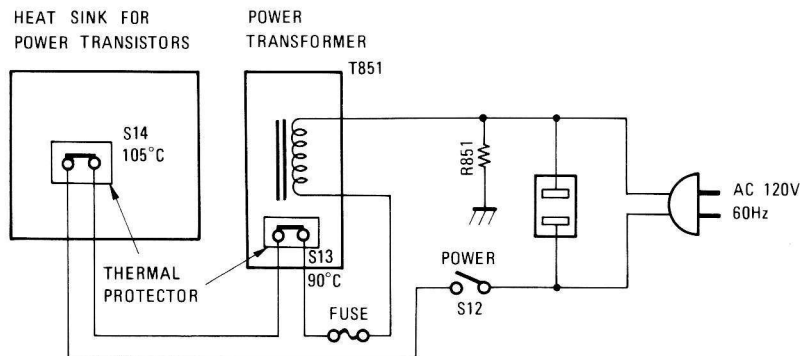 HEAT SINK FOR
POWER TRANSISTORS
POWER
TRANSFORMER
T851
S14
105°C
R851
AC 120V
60Hz
S13
90°C
THERMAL
PROTECTOR
FUSE
POWER
S12